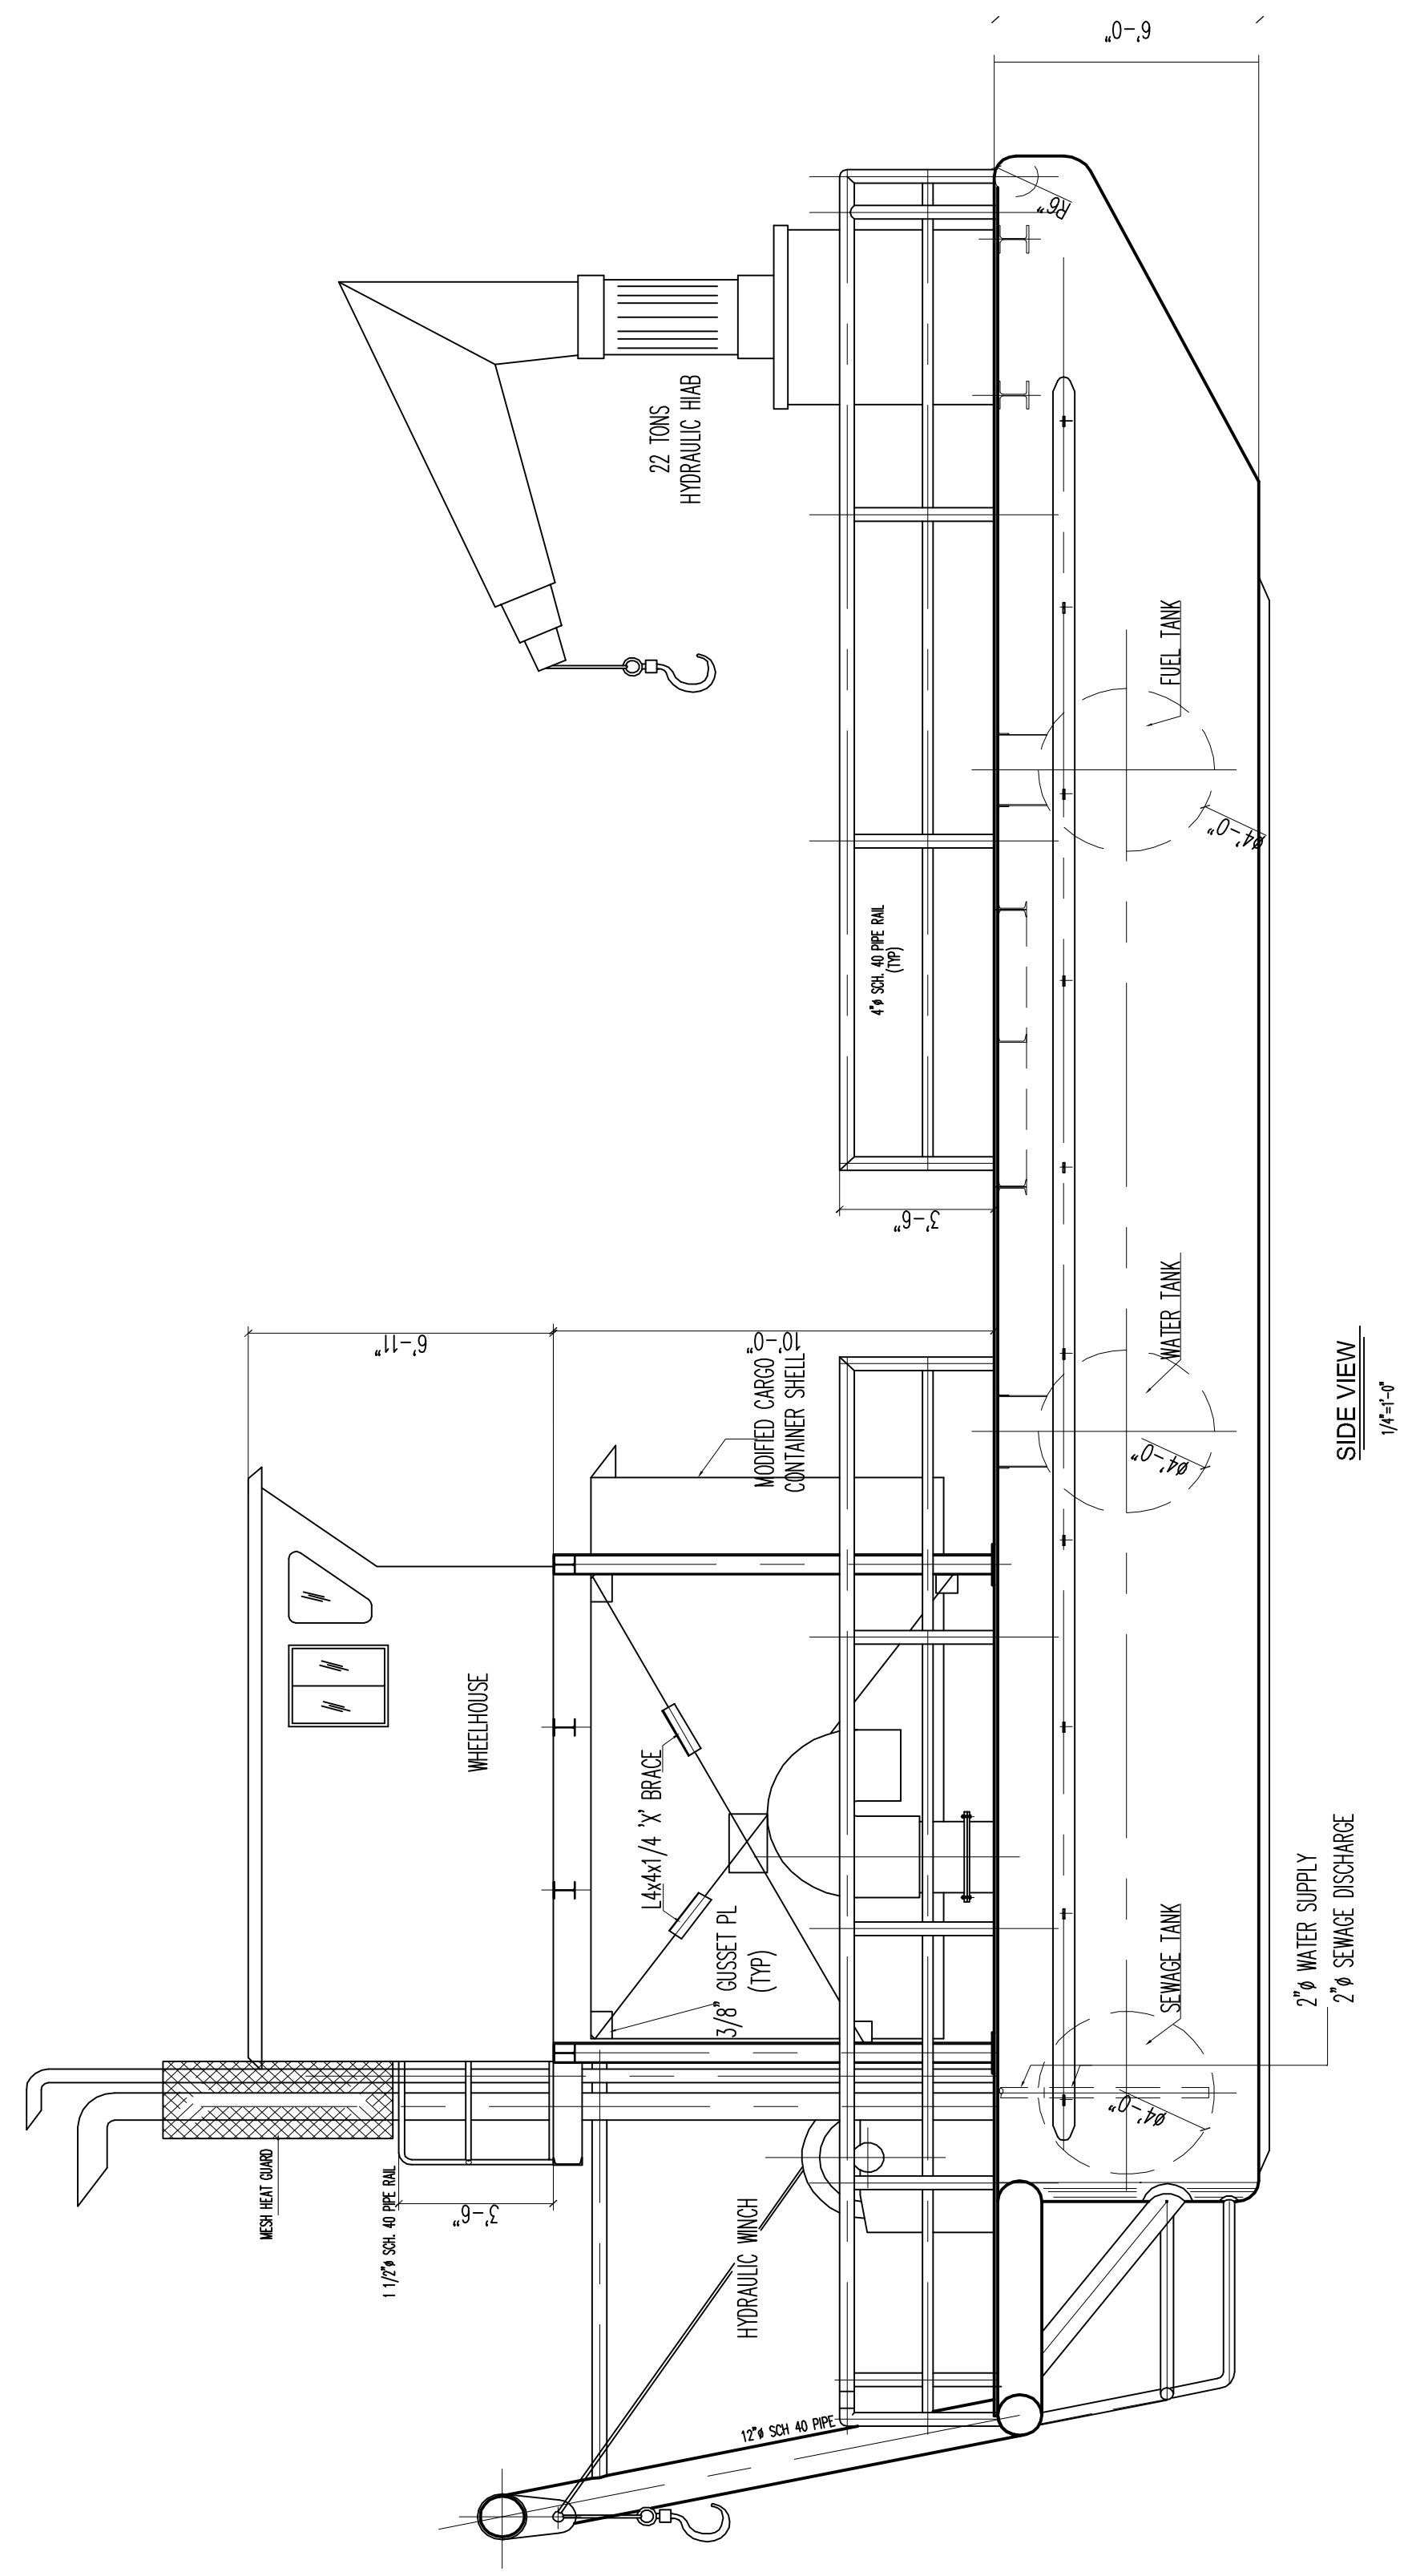 6'-0"
R6"
22 TONS
HYDRAULIC HIAB
FUEL TANK
ø4'-0"
4"ø SCH. 40 PIPE RAIL
(TYP)
3'-6"
6'-11"
10'-0"
MODIFIED CARGO
CONTAINER SHELL
WATER TANK
ø4'-0"
WHEELHOUSE
L4x4x1/4 'X' BRACE
3/8" GUSSET PL
(TYP)
SEWAGE TANK
ø4'-0"
2"ø WATER SUPPLY
2"ø SEWAGE DISCHARGE
MESH HEAT GUARD
1 1/2"ø SCH. 40 PIPE RAIL
3'-6"
HYDRAULIC WINCH
12"ø SCH 40 PIPE
SIDE VIEW
1/4"=1'-0"